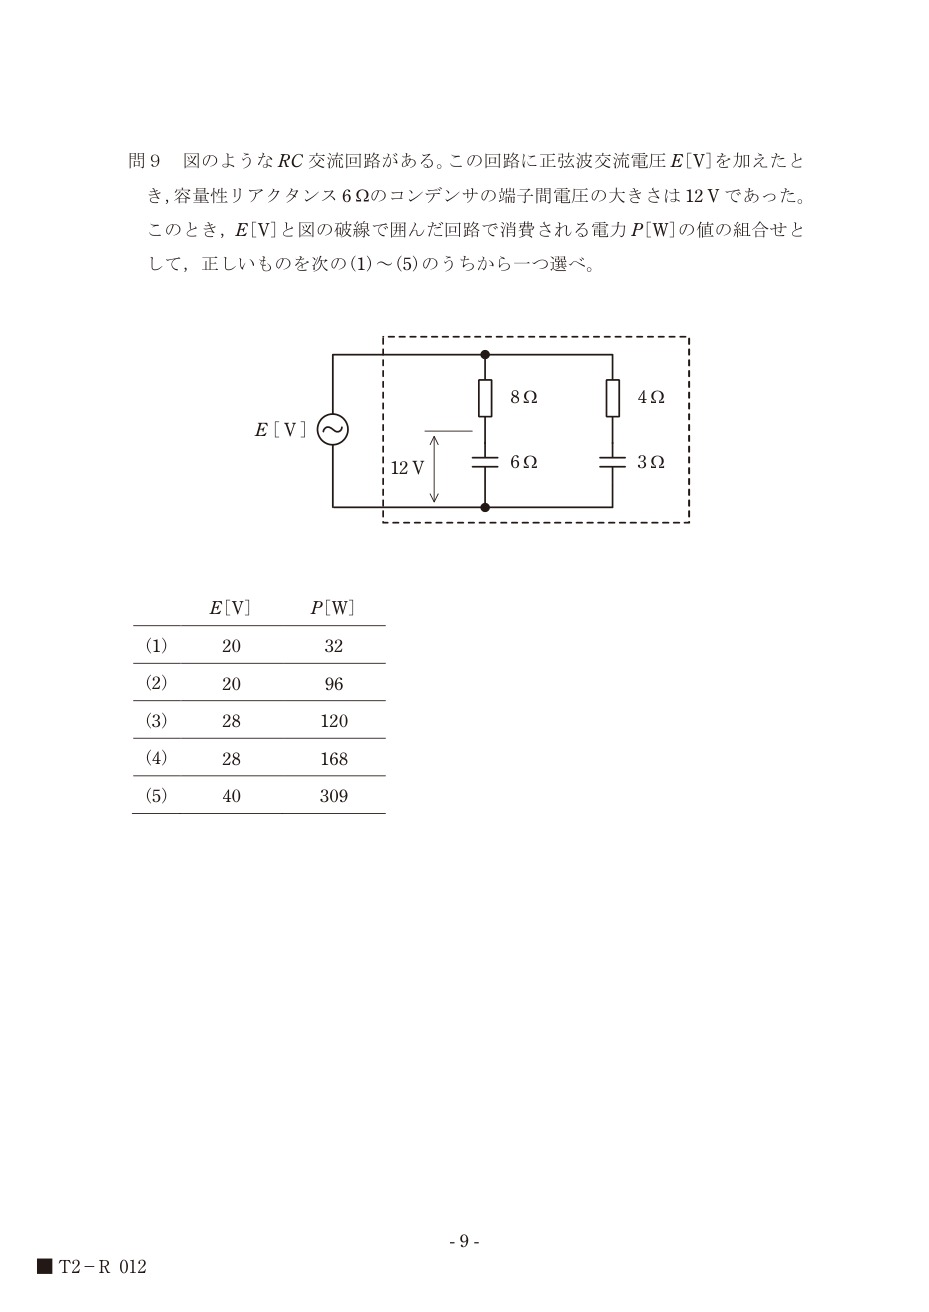 問9　図のようなRC交流回路がある。この回路に正弦波交流電圧E[V]を加えたと
き，容量性リアクタンス6Ωのコンデンサの端子間電圧の大きさは12Vであった。
このとき，E[V]と図の破線で囲んだ回路で消費される電力P[W]の値の組合せと
して，正しいものを次の(1)～(5)のうちから一つ選べ。
8Ω 4Ω
E[V]
12V 6Ω 3Ω
E[V] P[W]
(1) 20 32
(2) 20 96
(3) 28 120
(4) 28 168
(5) 40 309
- 9 -
■T2－R 012